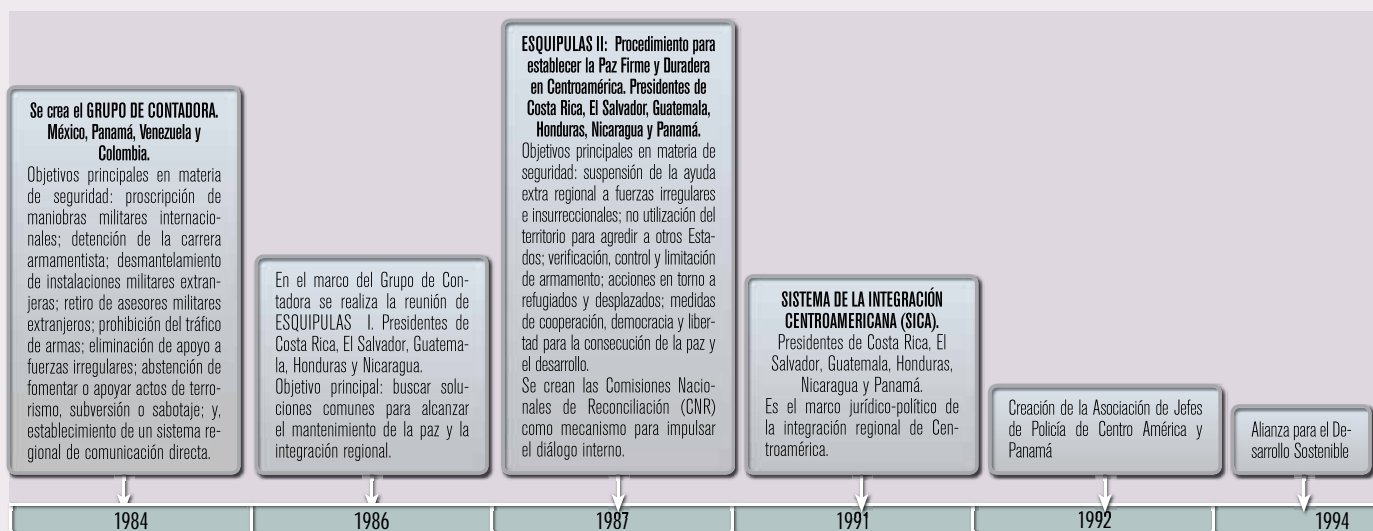 Se crea el GRUPO DE CONTADORA.
México, Panamá, Venezuela y
Colombia.
Objetivos principales en materia
de seguridad: proscripción de
maniobras militares internacio-
nales; detención de la carrera
armamentista; desmantelamiento
de instalaciones militares extran-
jeras; retiro de asesores militares
extranjeros; prohibición del tráfico
de armas; eliminación de apoyo a
fuerzas irregulares; abstención de
fomentar o apoyar actos de terro-
rismo, subversión o sabotaje; y,
establecimiento de un sistema re-
gional de comunicación directa.
1984
En el marco del Grupo de Con-
tadora se realiza la reunión de
ESQUIPULAS I. Presidentes de
Costa Rica, El Salvador, Guatema-
la, Honduras y Nicaragua.
Objetivo principal: buscar solu-
ciones comunes para alcanzar
el mantenimiento de la paz y la
integración regional.
1986
ESQUIPULAS II: Procedimiento para
establecer la Paz Firme y Duradera
en Centroamérica. Presidentes de
Costa Rica, El Salvador, Guatemala,
Honduras, Nicaragua y Panamá.
Objetivos principales en materia de
seguridad: suspensión de la ayuda
extra regional a fuerzas irregulares
e insurreccionales; no utilización del
territorio para agredir a otros Esta-
dos; verificación, control y limitación
de armamento; acciones en torno a
refugiados y desplazados; medidas
de cooperación, democracia y liber-
tad para la consecución de la paz y
el desarrollo.
Se crean las Comisiones Nacio-
nales de Reconciliación (CNR)
como mecanismo para impulsar
el diálogo interno.
1987
SISTEMA DE LA INTEGRACIÓN
CENTROAMERICANA (SICA).
Presidentes de Costa Rica, El
Salvador, Guatemala, Honduras,
Nicaragua y Panamá.
Es el marco jurídico-político de
la integración regional de Cen-
troamérica.
1991
Creación de la Asociación de Jefes
de Policía de Centro América y
Panamá
1992
Alianza para el De-
sarrollo Sostenible
1994